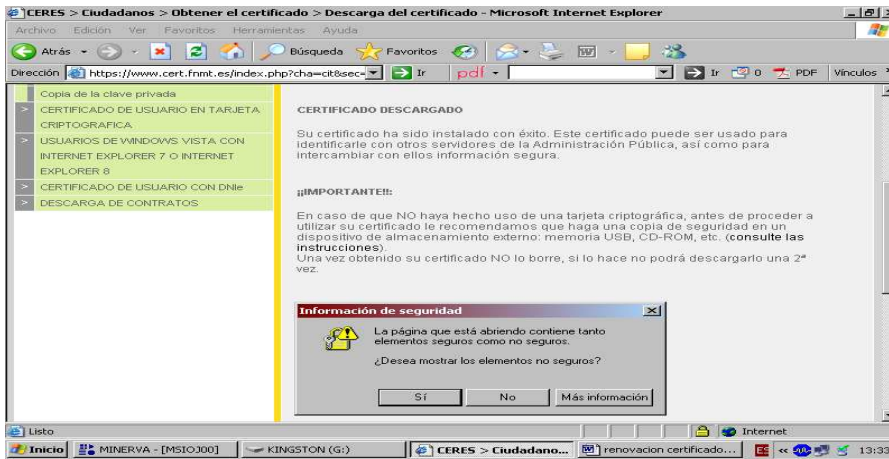 CERES > Ciudadanos > Obtener el certificado > Descarga del certificado - Microsoft Internet Explorer
Archivo Edición Ver Favoritos Herramientas Ayuda
Atrás Búsqueda Favoritos
Dirección https://www.cert.fnmt.es/index.php?cha=cit&sec= Ir pdf Ir 0 PDF Vínculos
Copia de la clave privada
> CERTIFICADO DE USUARIO EN TARJETA
CRIPTOGRAFICA
> USUARIOS DE WINDOWS VISTA CON
INTERNET EXPLORER 7 O INTERNET
EXPLORER 8
> CERTIFICADO DE USUARIO CON DNIe
> DESCARGA DE CONTRATOS
CERTIFICADO DESCARGADO
Su certificado ha sido instalado con éxito. Este certificado puede ser usado para
identificarle con otros servidores de la Administración Pública, así como para
intercambiar con ellos información segura.
¡¡IMPORTANTE!!:
En caso de que NO haya hecho uso de una tarjeta criptográfica, antes de proceder a
utilizar su certificado le recomendamos que haga una copia de seguridad en un
dispositivo de almacenamiento externo: memoria USB, CD-ROM, etc. (consulte las
instrucciones).
Una vez obtenido su certificado NO lo borre, si lo hace no podrá descargarlo una 2ª
vez.
Información de seguridad
La página que está abriendo contiene tanto
elementos seguros como no seguros.
¿Desea mostrar los elementos no seguros?
Sí No Más información
Listo Internet
Inicio MINERVA - [MSIOJ00] KINGSTON (G:) CERES > Ciudadano... renovacion certificado... « 13:33